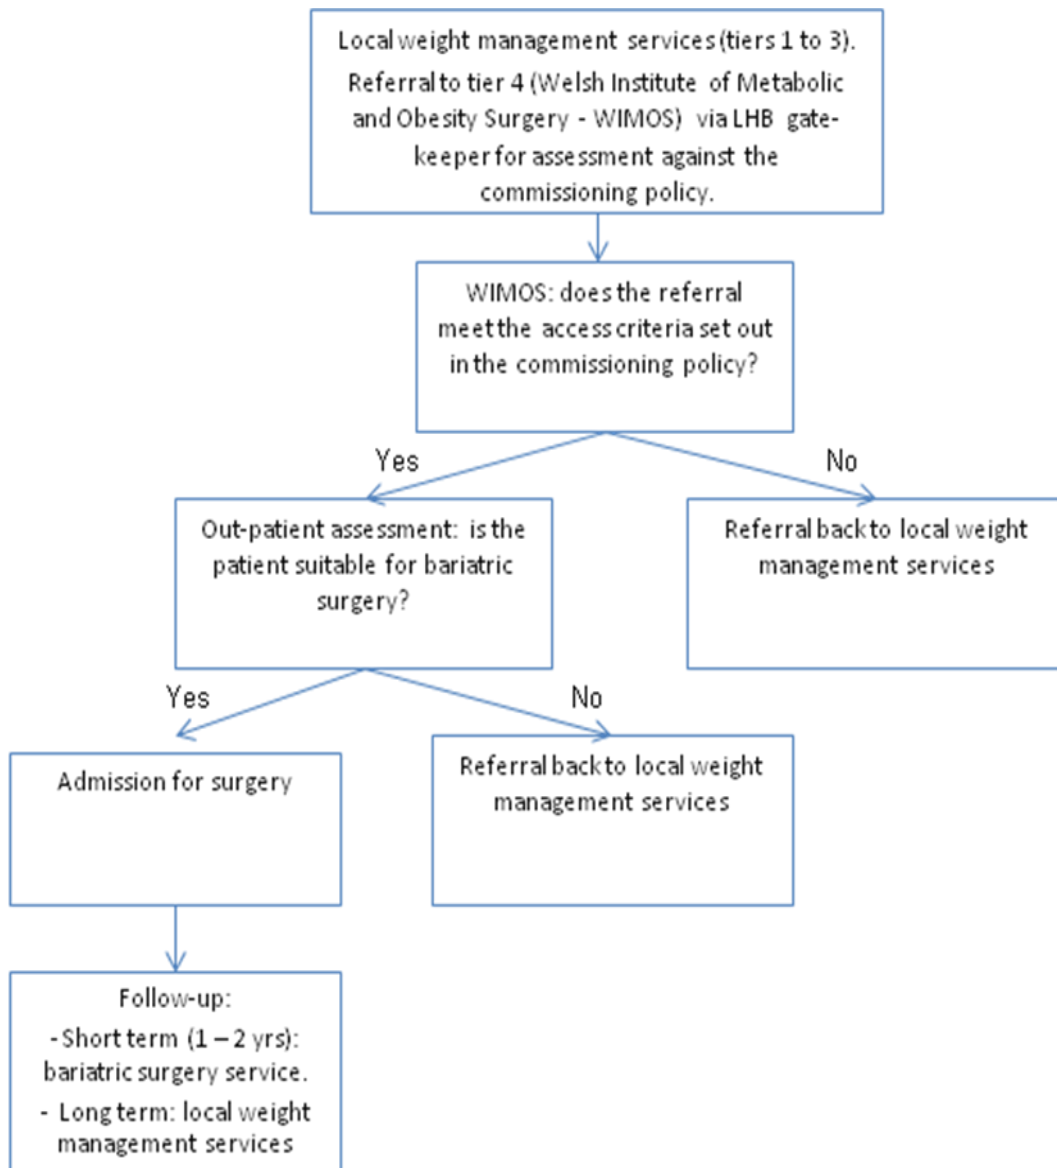 Local weight management services (tiers 1 to 3).
Referral to tier 4 (Welsh Institute of Metabolic
and Obesity Surgery - WIMOS) via LHB gate-
keeper for assessment against the
commissioning policy.
WIMOS: does the referral
meet the access criteria set out
in the commissioning policy?
Yes
No
Out-patient assessment: is the
patient suitable for bariatric
surgery?
Referral back to local weight
management services
Yes
No
Admission for surgery
Referral back to local weight
management services
Follow-up:
- Short term (1 – 2 yrs):
bariatric surgery service.
- Long term: local weight
management services